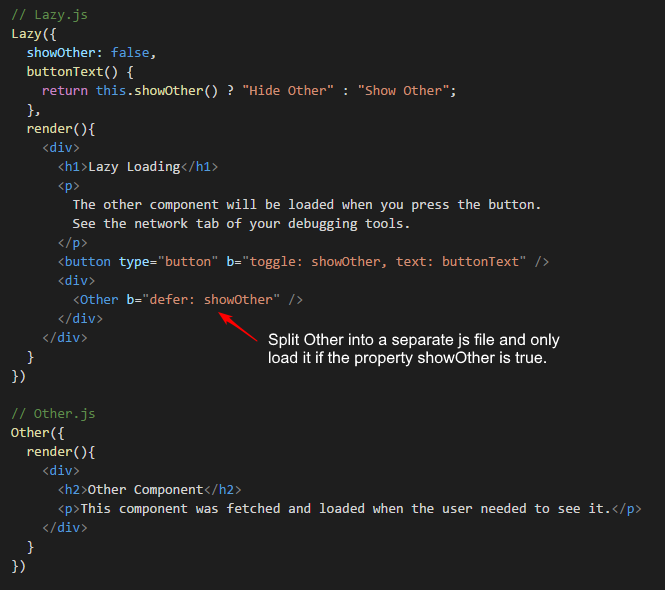 // Lazy.js
Lazy({
  showOther: false,
  buttonText() {
    return this.showOther() ? "Hide Other" : "Show Other";
  },
  render(){
    <div>
      <h1>Lazy Loading</h1>
      <p>
        The other component will be loaded when you press the button.
        See the network tab of your debugging tools.
      </p>
      <button type="button" b="toggle: showOther, text: buttonText" />
      <div>
        <Other b="defer: showOther" />
      </div>
    </div>
  }
})
Split Other into a separate js file and only
load it if the property showOther is true.
// Other.js
Other({
  render(){
    <div>
      <h2>Other Component</h2>
      <p>This component was fetched and loaded when the user needed to see it.</p>
    </div>
  }
})